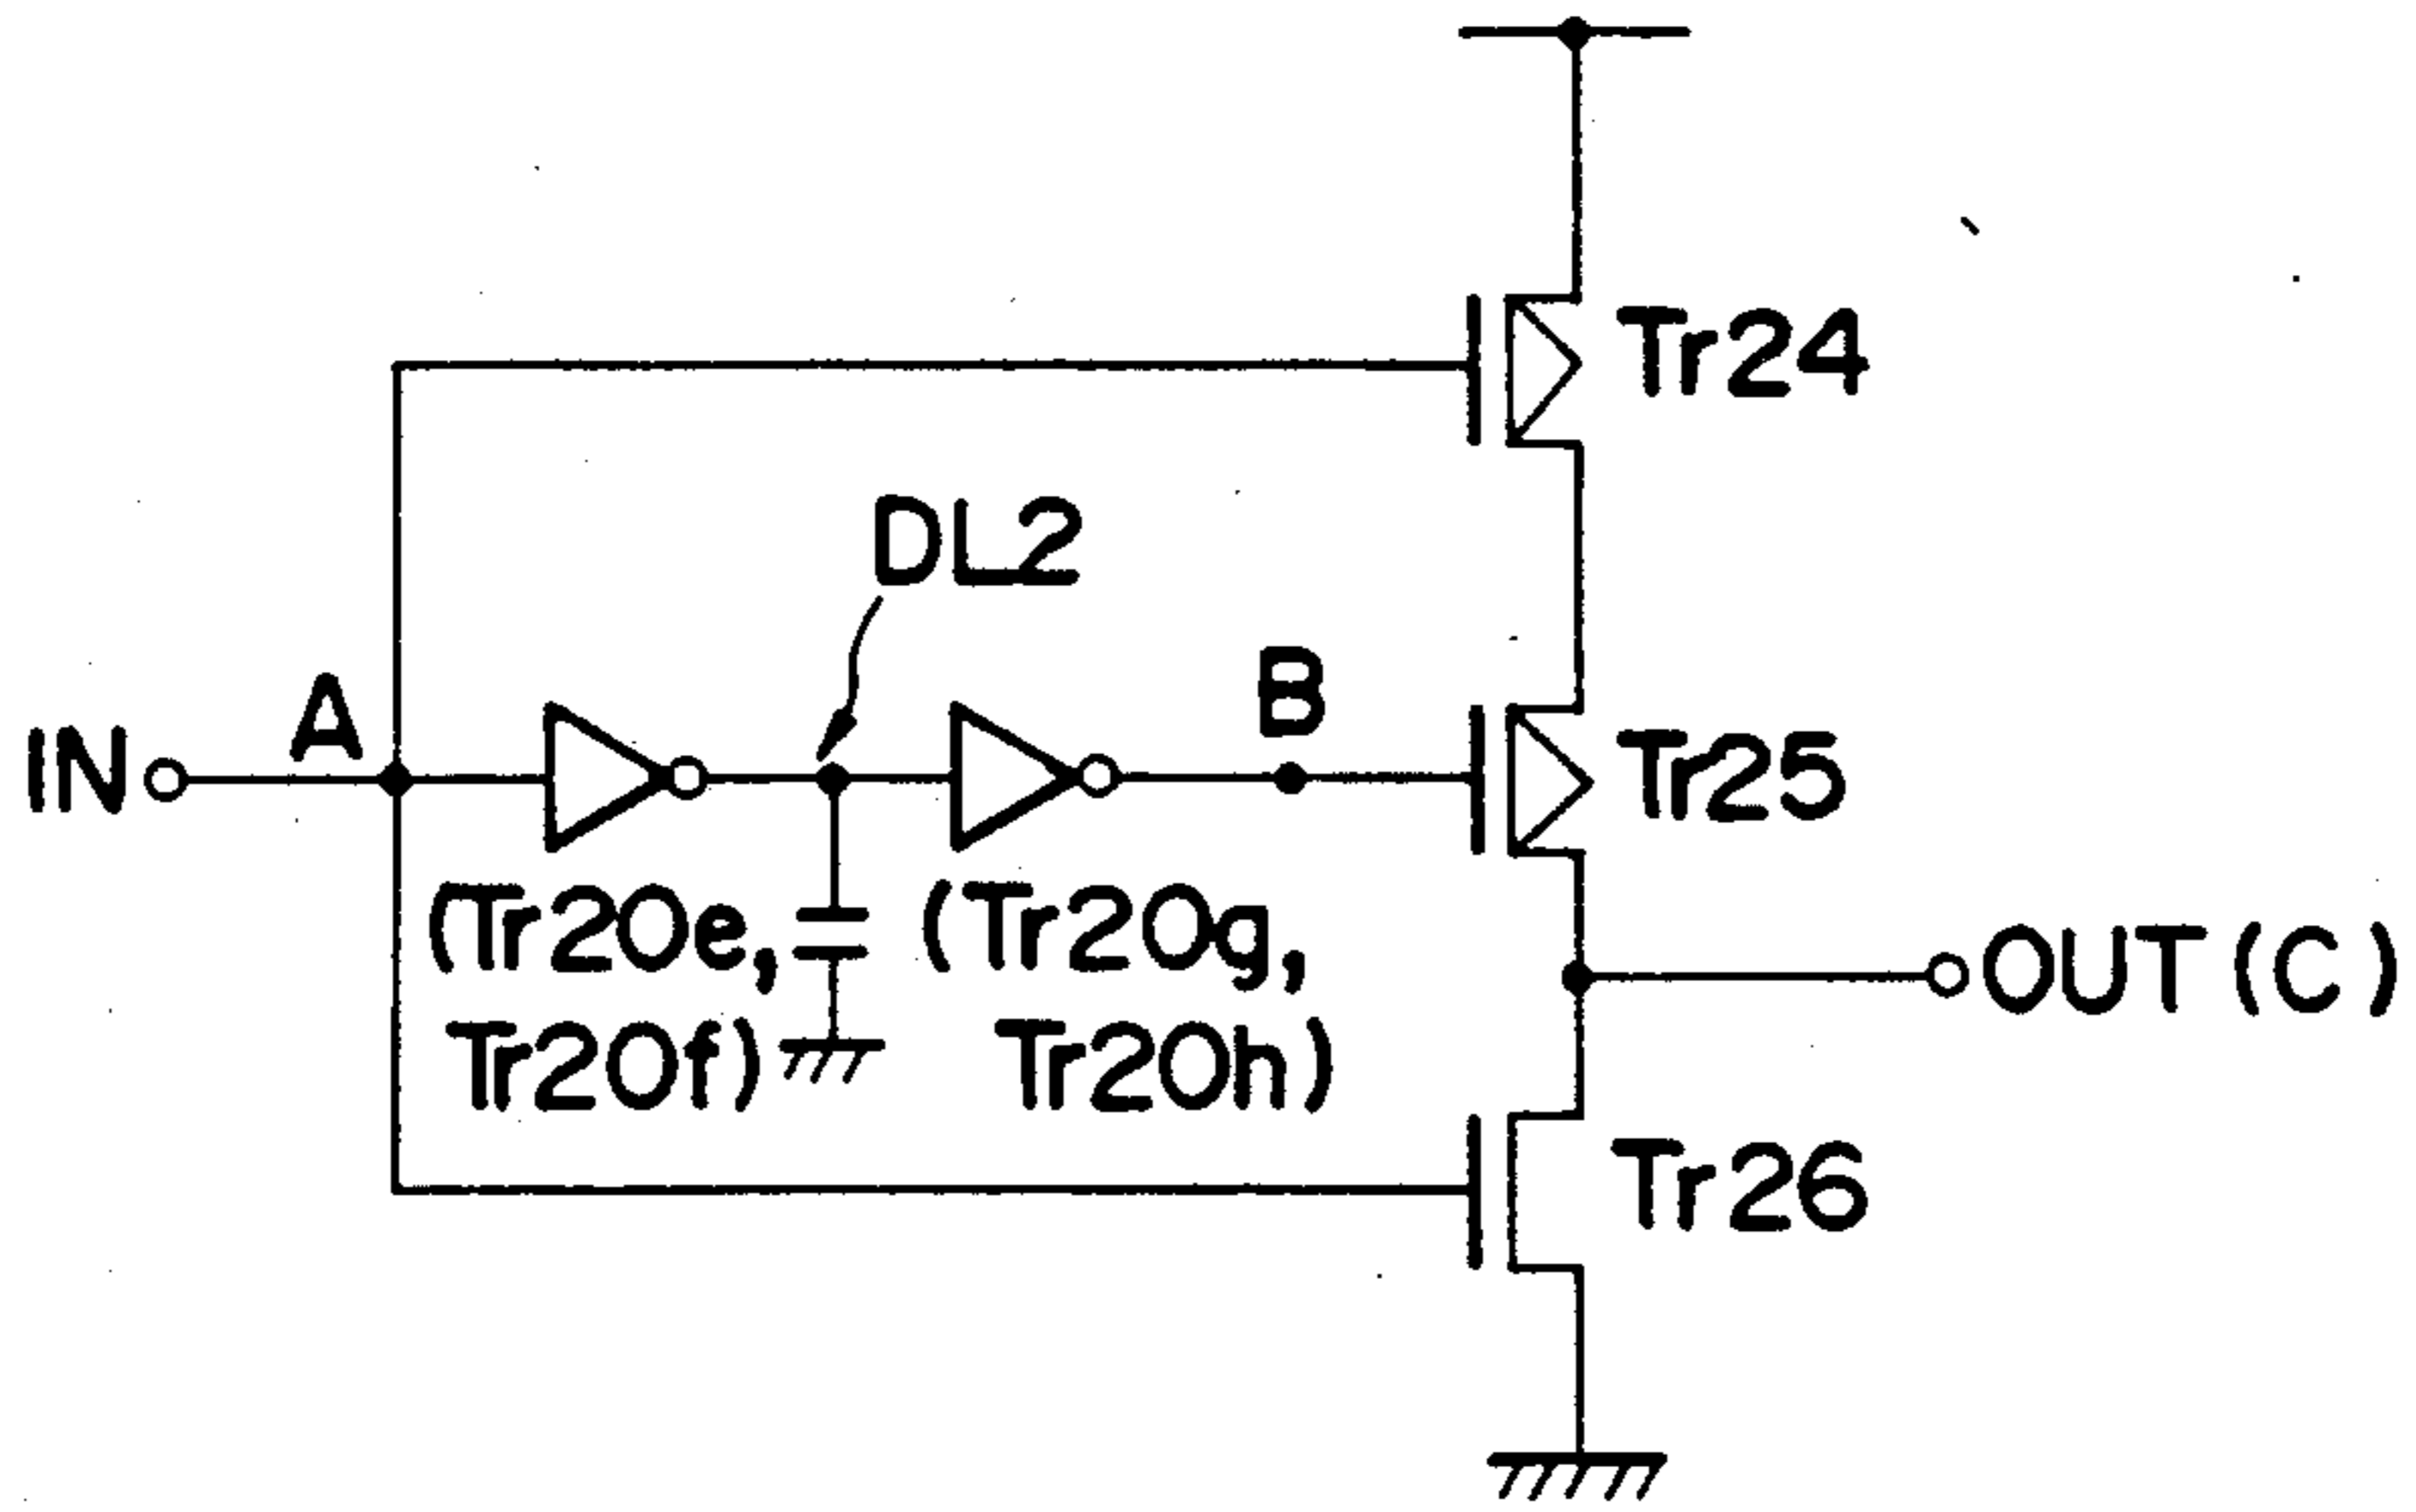 Tr24
DL2
B
A
IN
Tr25
(Tr20e,
Tr20f)
(Tr20g,
Tr20h)
OUT(C)
Tr26